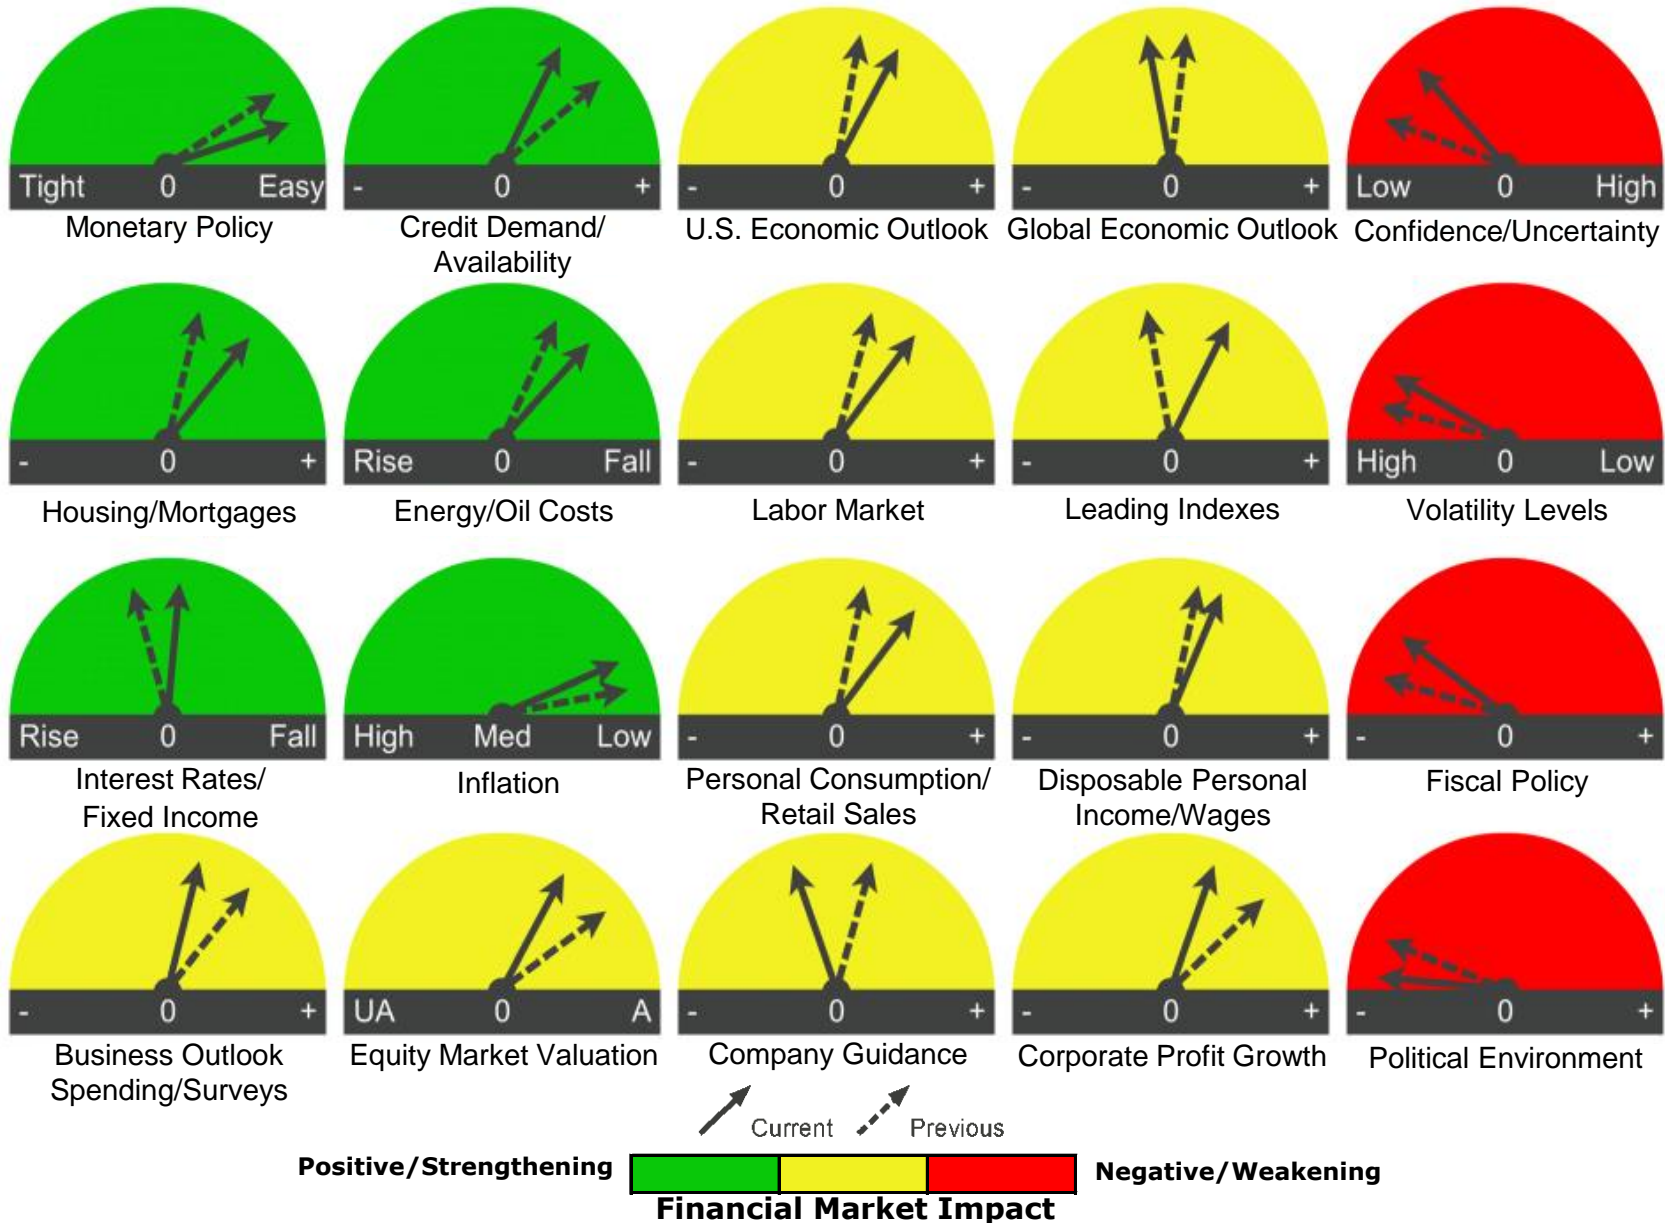 Tight 0 Easy
- 0 +
- 0 +
- 0 +
Low 0 High
Monetary Policy
Credit Demand/
Availability
U.S. Economic Outlook
Global Economic Outlook
Confidence/Uncertainty
- 0 +
Rise 0 Fall
- 0 +
- 0 +
High 0 Low
Housing/Mortgages
Energy/Oil Costs
Labor Market
Leading Indexes
Volatility Levels
Rise 0 Fall
High Med Low
- 0 +
- 0 +
- 0 +
Interest Rates/
Fixed Income
Inflation
Personal Consumption/
Retail Sales
Disposable Personal
Income/Wages
Fiscal Policy
- 0 +
UA 0 A
- 0 +
- 0 +
- 0 +
Business Outlook
Spending/Surveys
Equity Market Valuation
Company Guidance
Corporate Profit Growth
Political Environment
Current
Previous
Positive/Strengthening
Negative/Weakening
Financial Market Impact